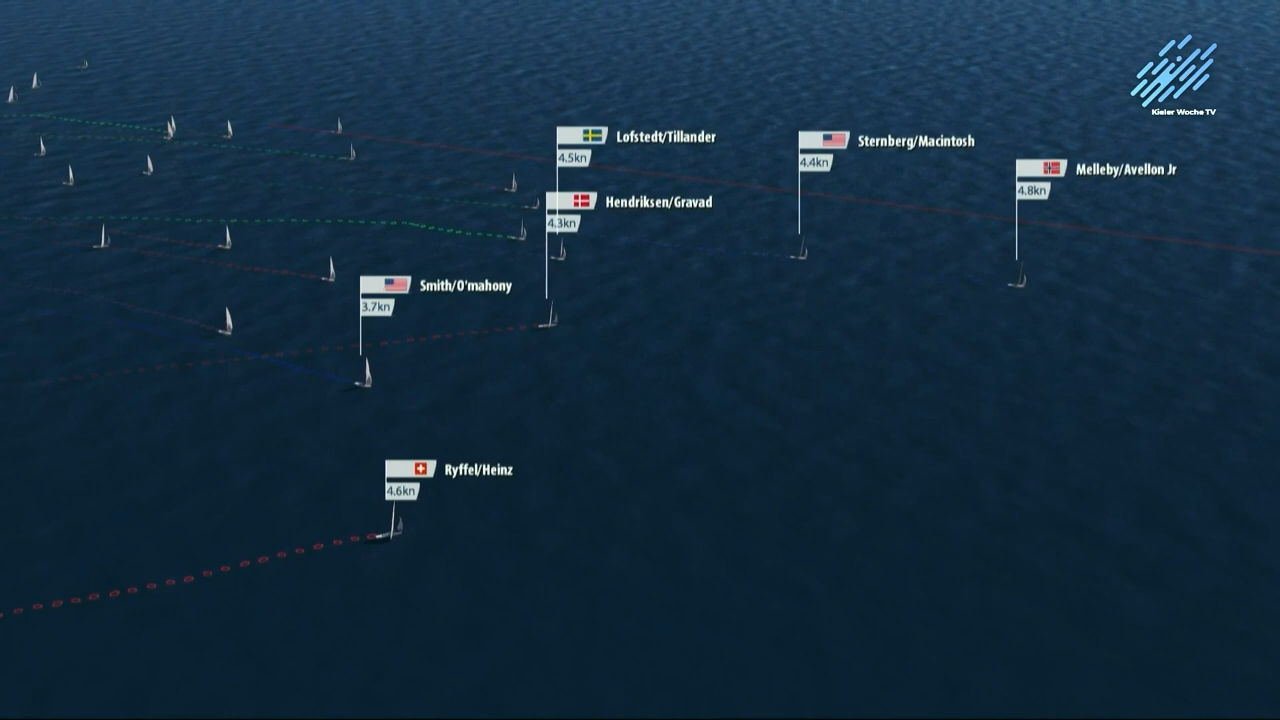 Kieler Woche TV
Lofstedt/Tillander
4.5kn
Sternberg/Macintosh
4.4kn
Melleby/Avellon Jr
4.8kn
Hendriksen/Gravad
4.3kn
Smith/O'mahony
3.7kn
Ryffel/Heinz
4.6kn